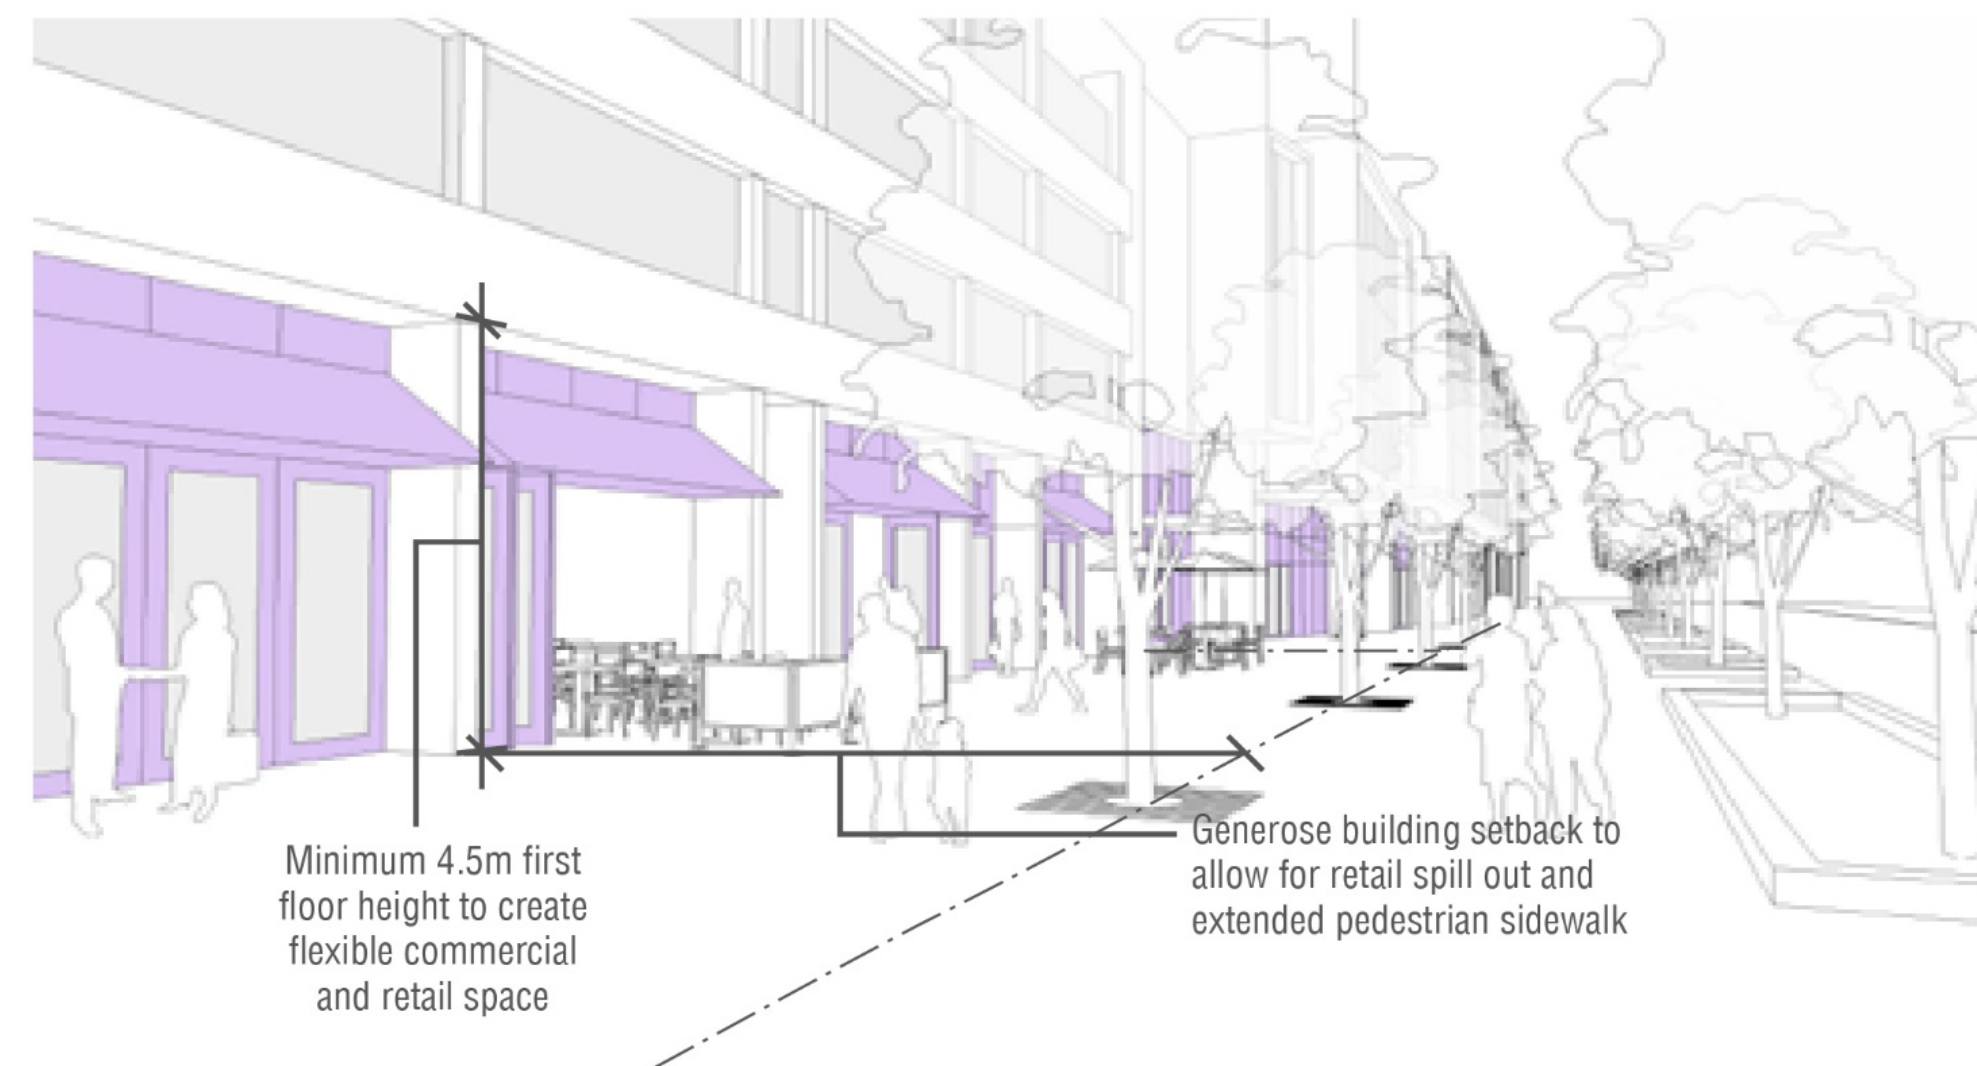 Minimum 4.5m first
floor height to create
flexible commercial
and retail space
Generose building setback to
allow for retail spill out and
extended pedestrian sidewalk